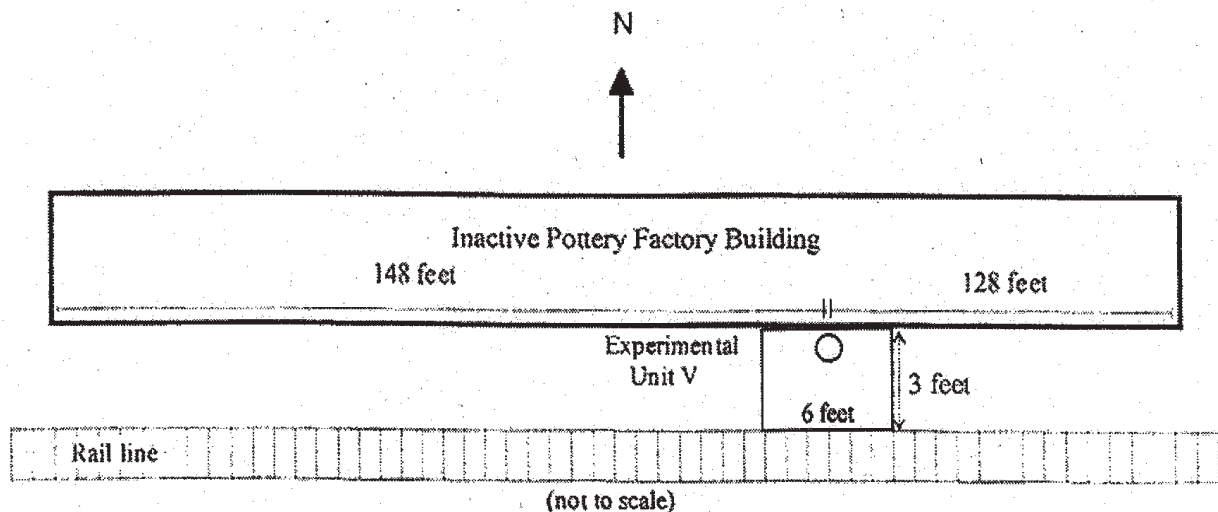 N
Inactive Pottery Factory Building
148 feet
128 feet
Experimental
Unit V
3 feet
6 feet
Rail line
(not to scale)